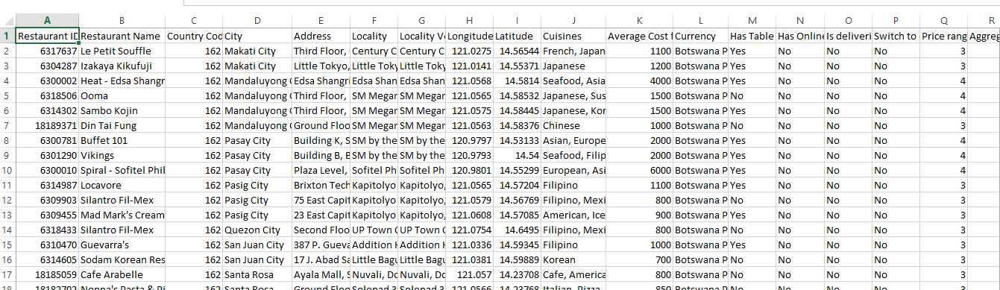 A B C D E F G H I J K L M N O P Q R
1 Restaurant ID Restaurant Name Country Cod City Address Locality Locality Ve Longitude Latitude Cuisines Average Cost f Currency Has Table Has Online Is deliveri Switch to Price rang Aggreg
2 6317637 Le Petit Souffle 162 Makati City Third Floor, Century C Century C 121.0275 14.56544 French, Japan 1100 Botswana P Yes No No No 3
3 6304287 Izakaya Kikufuji 162 Makati City Little Tokyo, Little Toky Little Toky 121.0141 14.55371 Japanese 1200 Botswana P Yes No No No 3
4 6300002 Heat - Edsa Shangr 162 Mandaluyong Edsa Shangri Edsa Shan Edsa Shan 121.0568 14.5814 Seafood, Asia 4000 Botswana P Yes No No No 4
5 6318506 Ooma 162 Mandaluyong Third Floor, SM Megar SM Megar 121.0565 14.58532 Japanese, Sus 1500 Botswana P No No No No 4
6 6314302 Sambo Kojin 162 Mandaluyong Third Floor, SM Megar SM Megar 121.0575 14.58445 Japanese, Kor 1500 Botswana P Yes No No No 4
7 18189371 Din Tai Fung 162 Mandaluyong Ground Floo SM Megar SM Megar 121.0563 14.58376 Chinese 1000 Botswana P No No No No 3
8 6300781 Buffet 101 162 Pasay City Building K, S SM by the SM by the 120.9797 14.53133 Asian, Europe 2000 Botswana P Yes No No No 4
9 6301290 Vikings 162 Pasay City Building B, B SM by the SM by the 120.9793 14.54 Seafood, Filip 2000 Botswana P Yes No No No 4
10 6300010 Spiral - Sofitel Phil 162 Pasay City Plaza Level, Sofitel Ph Sofitel Ph 120.9801 14.55299 European, Asi 6000 Botswana P Yes No No No 4
11 6314987 Locavore 162 Pasig City Brixton Tech Kapitolyo Kapitolyo, 121.0565 14.57204 Filipino 1100 Botswana P Yes No No No 3
12 6309903 Silantro Fil-Mex 162 Pasig City 75 East Capit Kapitolyo Kapitolyo, 121.0579 14.56769 Filipino, Mexi 800 Botswana P No No No No 3
13 6309455 Mad Mark's Cream 162 Pasig City 23 East Capit Kapitolyo Kapitolyo, 121.0608 14.57085 American, Ice 900 Botswana P Yes No No No 3
14 6318433 Silantro Fil-Mex 162 Quezon City Second Floo UP Town C UP Town C 121.0754 14.6495 Filipino, Mexi 800 Botswana P No No No No 3
15 6310470 Guevarra's 162 San Juan City 387 P. Gueva Addition H Addition H 121.0336 14.59345 Filipino 1000 Botswana P Yes No No No 3
16 6314605 Sodam Korean Res 162 San Juan City 17 J. Abad Sa Little Bagu Little Bagu 121.0381 14.59889 Korean 700 Botswana P No No No No 3
17 18185059 Cafe Arabelle 162 Santa Rosa Ayala Mall, S Nuvali, Do Nuvali, Do 121.057 14.23708 Cafe, America 800 Botswana P No No No No 3
18 18182702 Nonna's Pasta & Pi 162 Santa Rosa Ground Floo Solenad 3 Solenad 3 121.0566 14.23768 Italian, Pizza 850 Botswana P No No No No 3